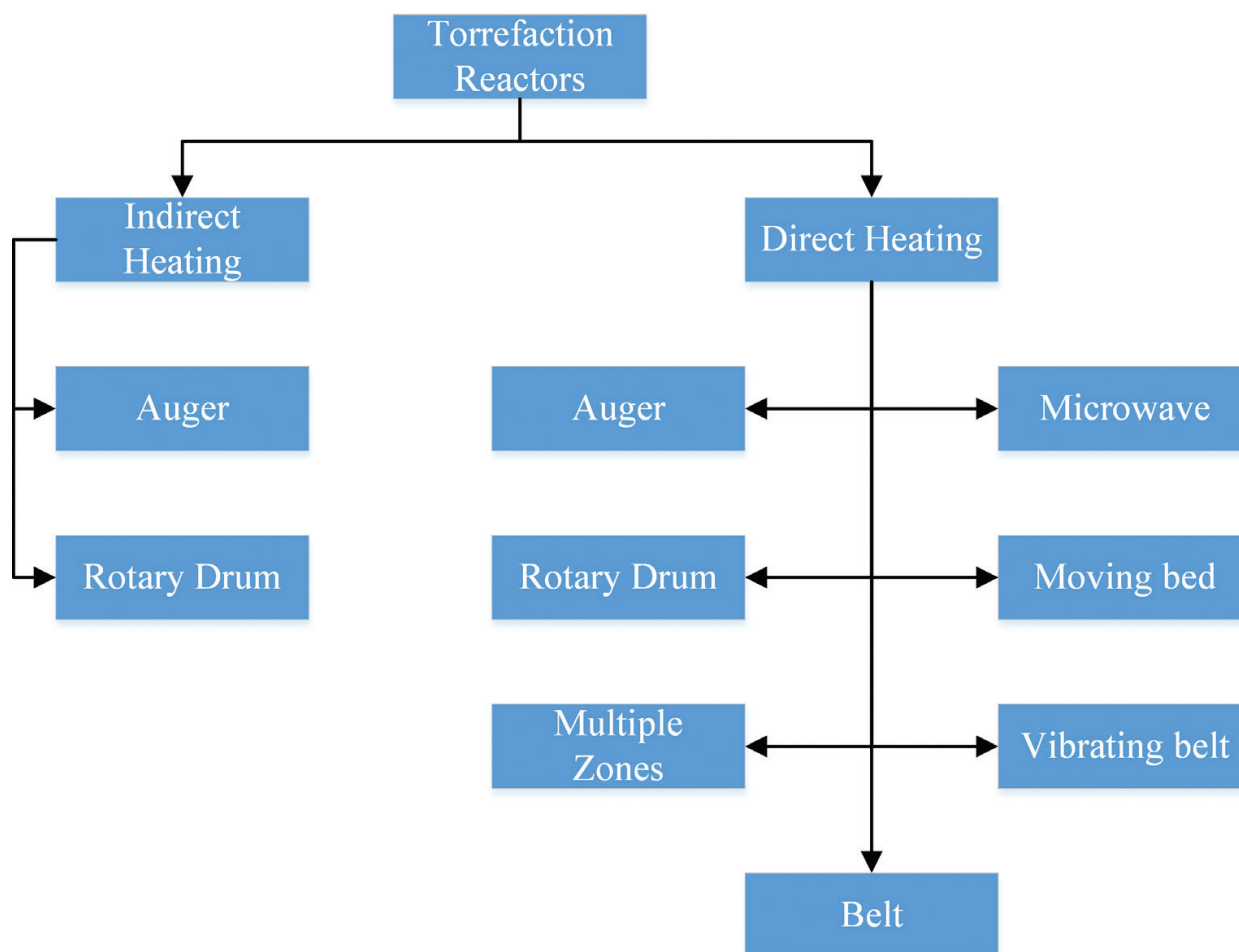 Torrefaction
Reactors
Indirect
Heating
Direct Heating
Auger
Auger
Microwave
Rotary Drum
Rotary Drum
Moving bed
Multiple
Zones
Vibrating belt
Belt